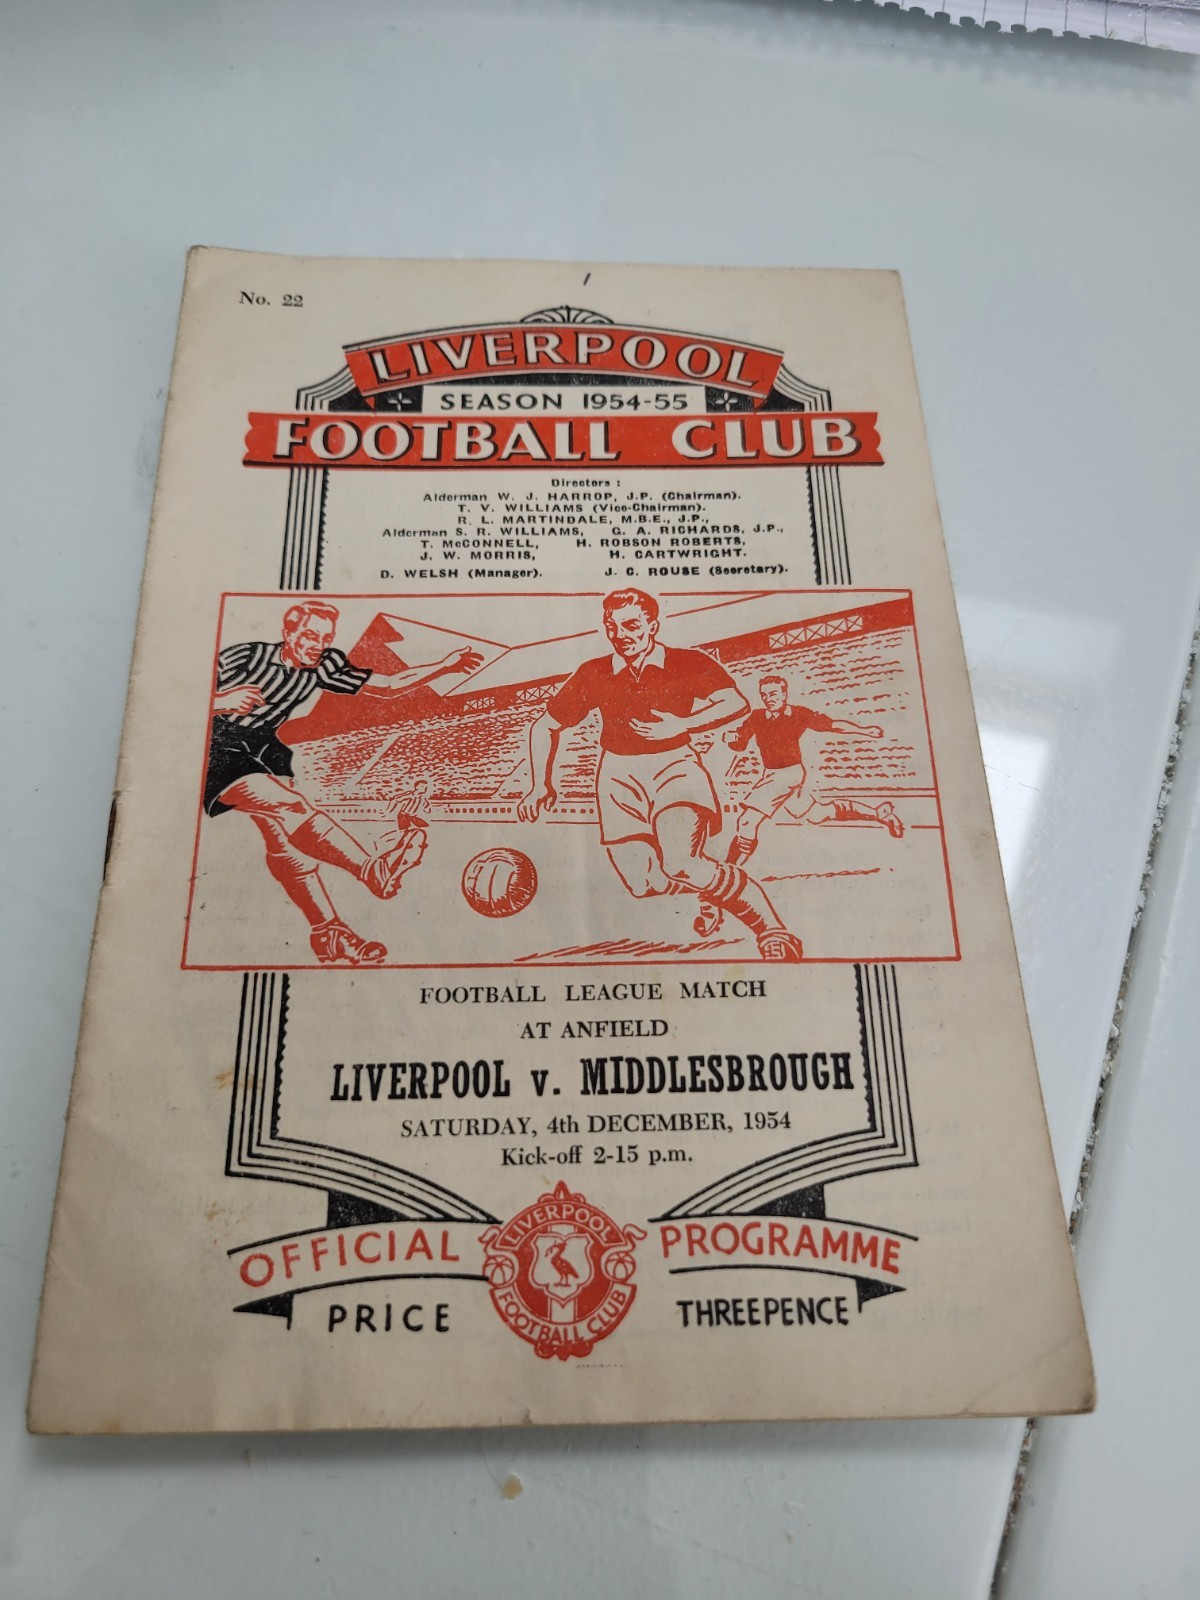 No. 22
LIVERPOOL
SEASON 1954-55
FOOTBALL CLUB
Directors :
Alderman W. J. HARROP, J.P. (Chairman).
T. V. WILLIAMS (Vice-Chairman).
R. L. MARTINDALE, M.B.E., J.P.,
Alderman S. R. WILLIAMS, G. A. RICHARDS, J.P.,
T. McCONNELL, H. ROBSON ROBERTS,
J. W. MORRIS, H. CARTWRIGHT.
D. WELSH (Manager). J. C. ROUSE (Secretary).
FOOTBALL LEAGUE MATCH
AT ANFIELD
LIVERPOOL v. MIDDLESBROUGH
SATURDAY, 4th DECEMBER, 1954
Kick-off 2-15 p.m.
OFFICIAL PROGRAMME
LIVERPOOL
FOOTBALL CLUB
PRICE THREEPENCE